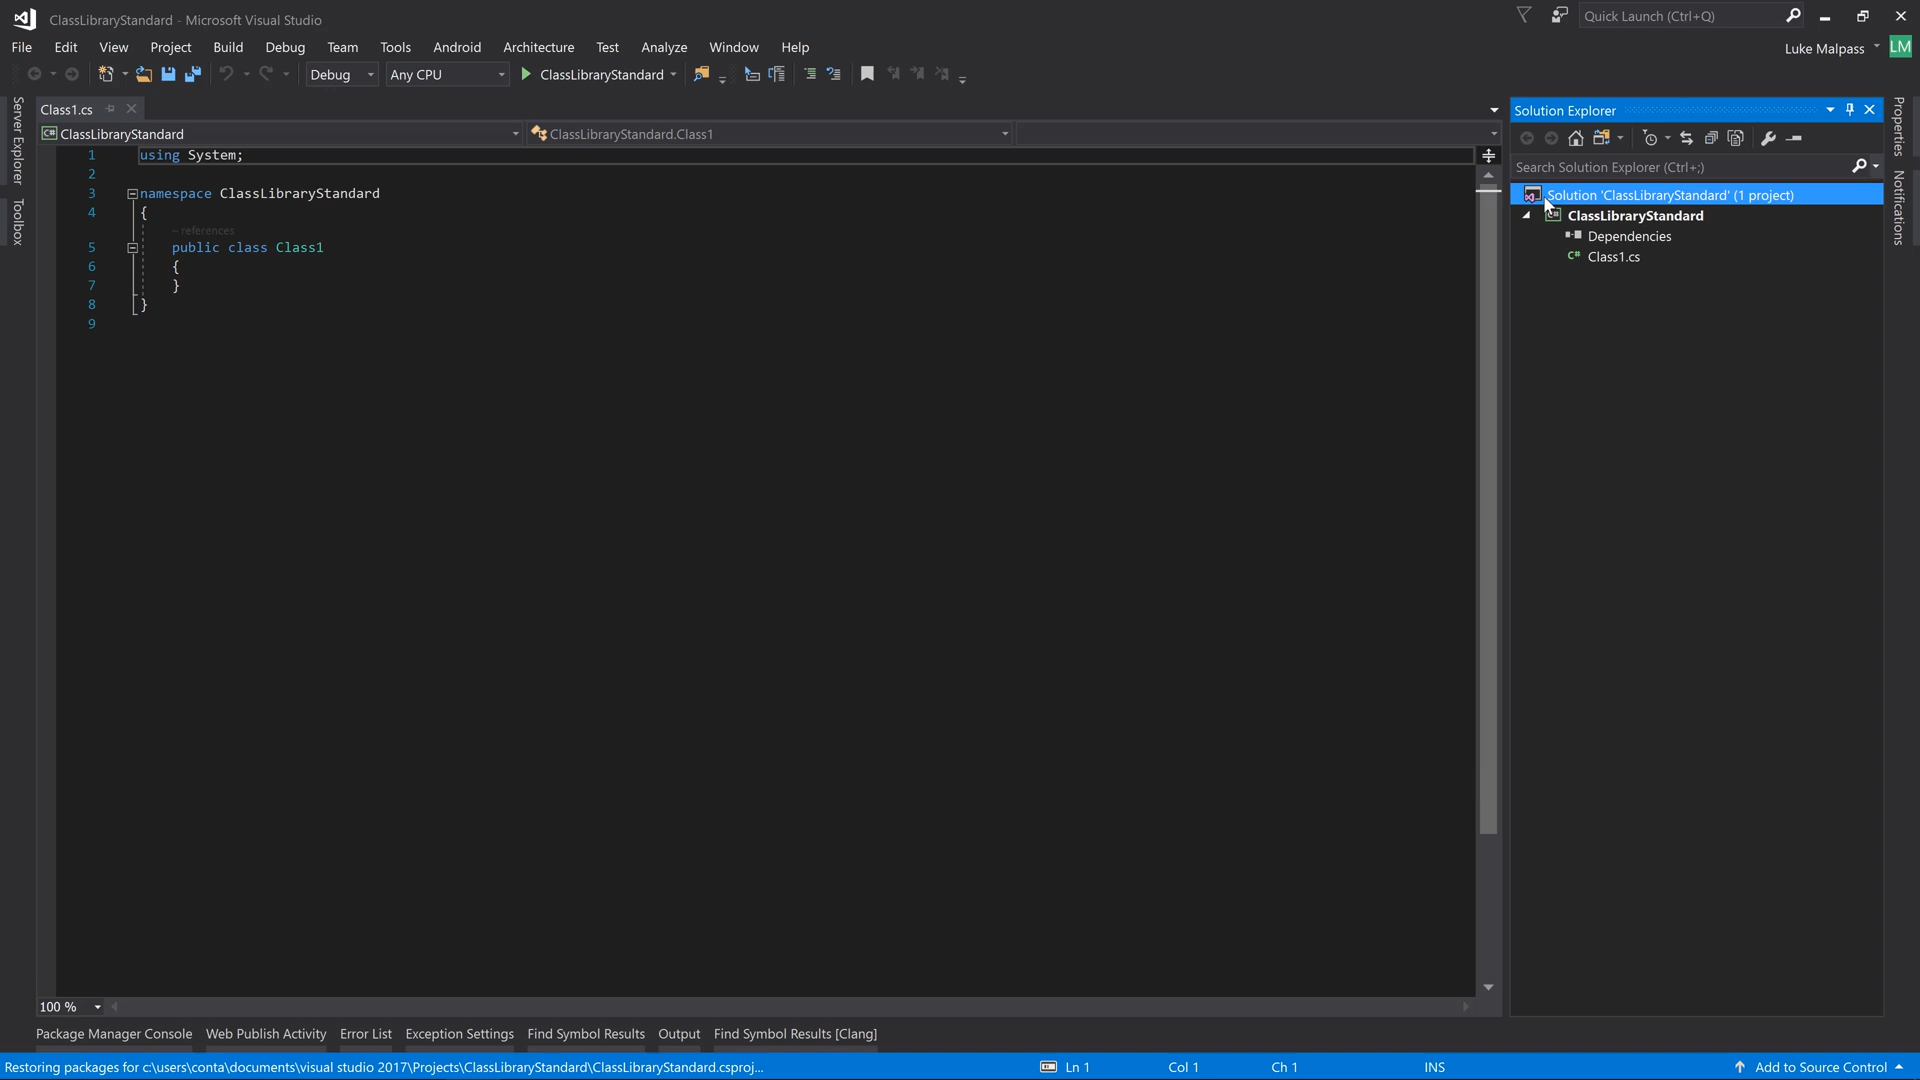 ClassLibraryStandard - Microsoft Visual Studio
Quick Launch (Ctrl+Q)
File Edit View Project Build Debug Team Tools Android Architecture Test Analyze Window Help
Luke Malpass LM
Debug Any CPU ClassLibraryStandard
Server Explorer
Toolbox
Class1.cs
ClassLibraryStandard ClassLibraryStandard.Class1
1 using System;
2
3 namespace ClassLibraryStandard
4 {
– references
5 public class Class1
6 {
7 }
8 }
9
Solution Explorer
Search Solution Explorer (Ctrl+;)
Solution 'ClassLibraryStandard' (1 project)
C# ClassLibraryStandard
Dependencies
C# Class1.cs
Properties
Notifications
100 %
Package Manager Console Web Publish Activity Error List Exception Settings Find Symbol Results Output Find Symbol Results [Clang]
Restoring packages for c:\users\conta\documents\visual studio 2017\Projects\ClassLibraryStandard\ClassLibraryStandard.csproj... Ln 1 Col 1 Ch 1 INS Add to Source Control